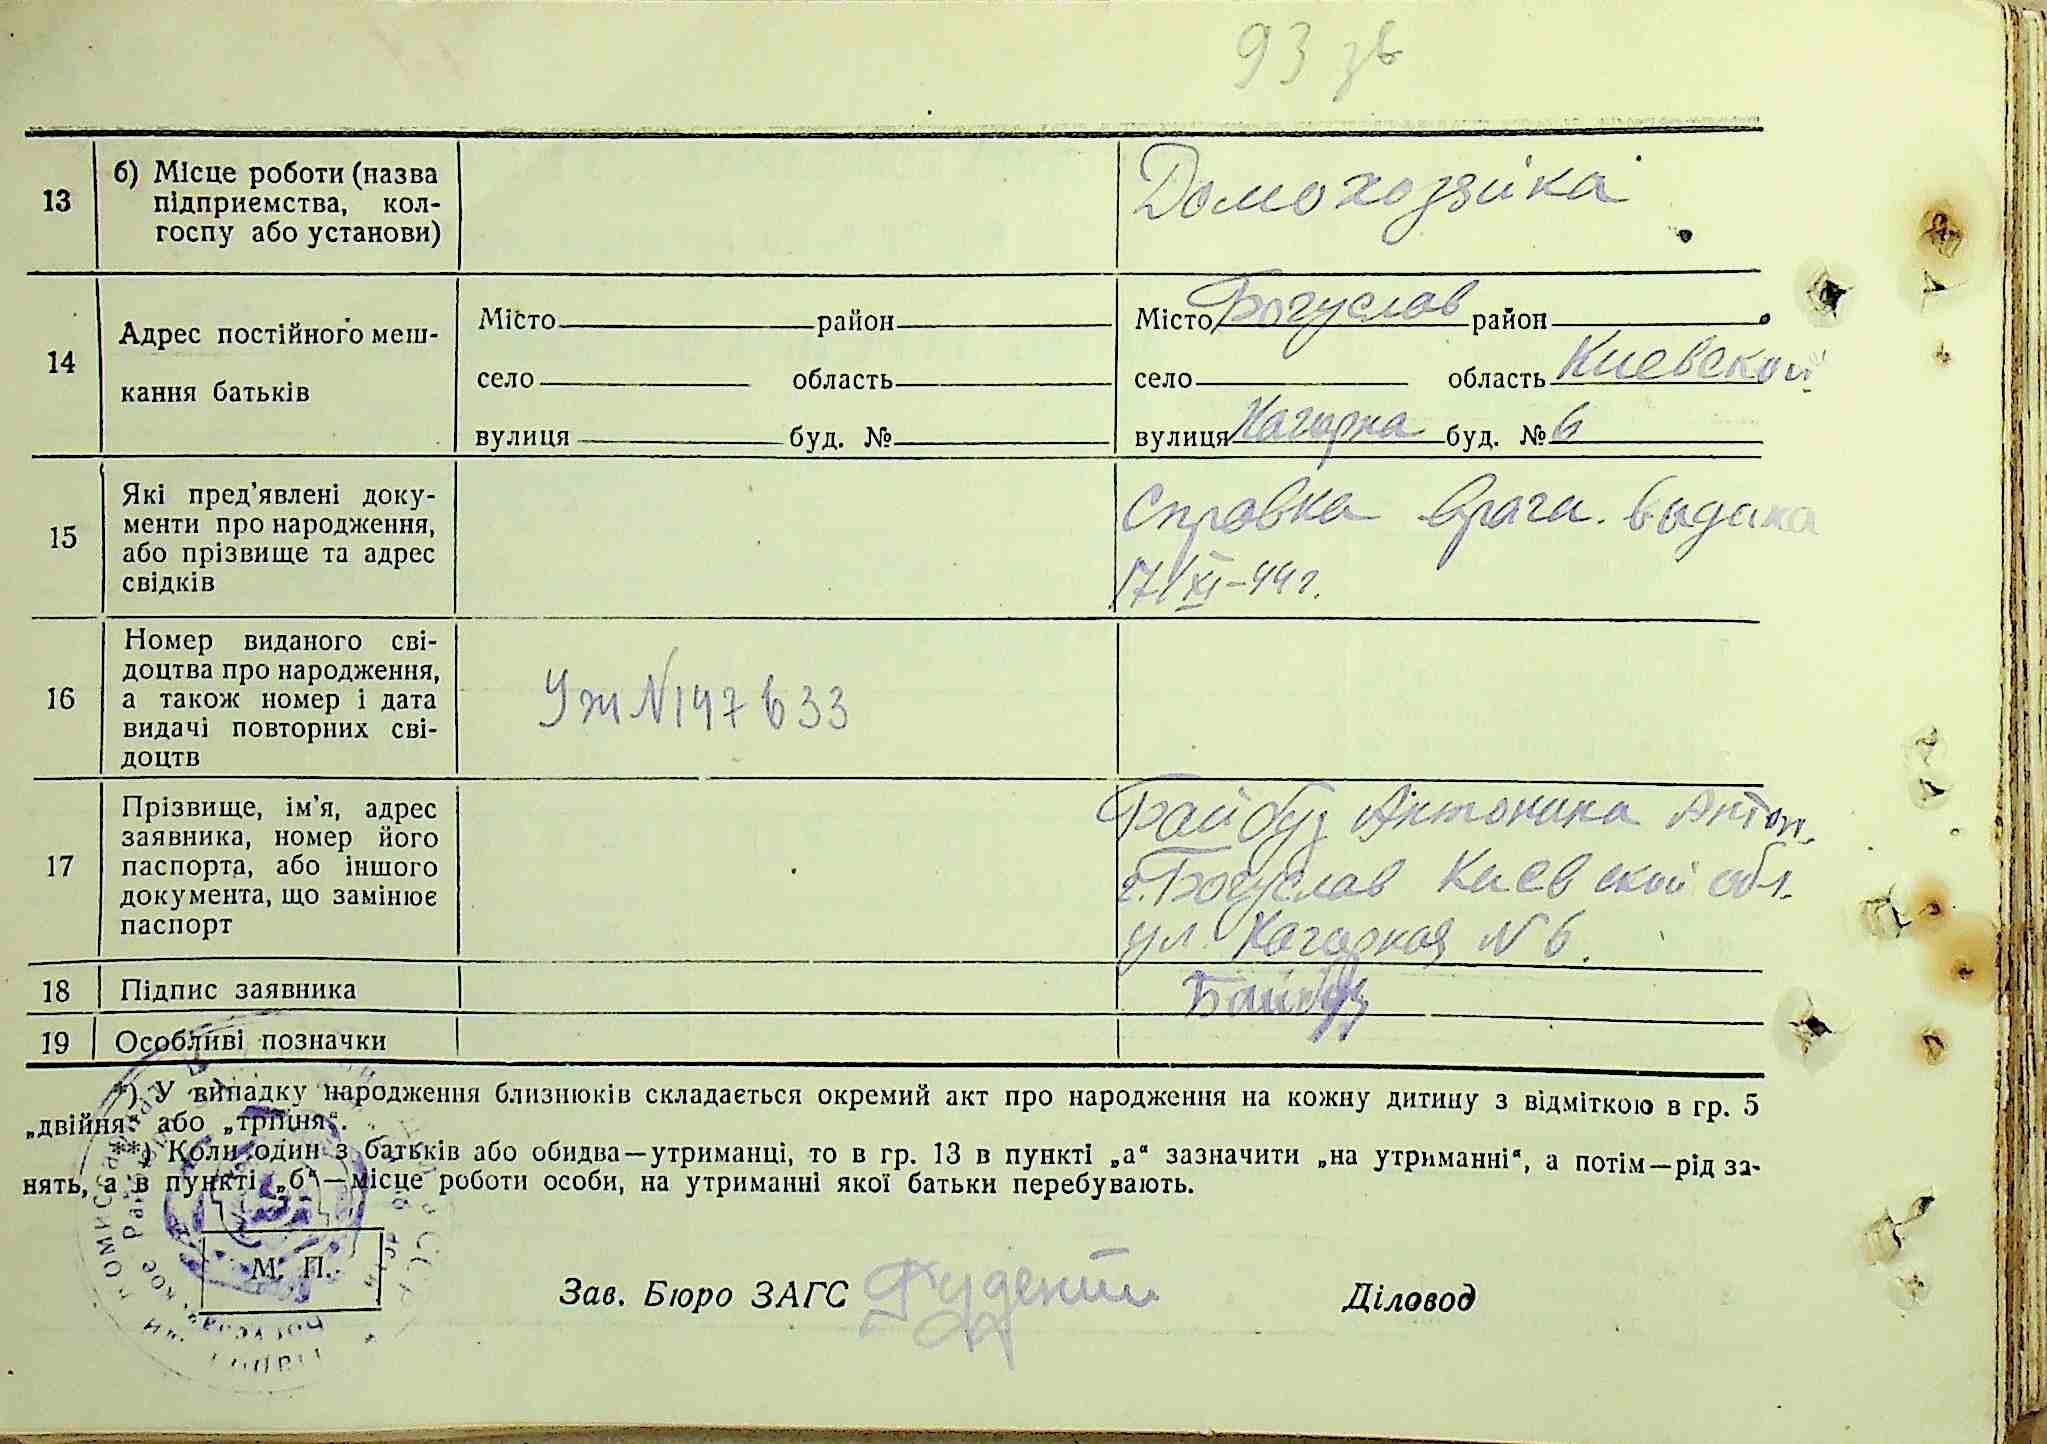 93 зв
13
б) Місце роботи (назва
підприємства, кол-
госпу або установи)
Домохозяйка
14
Адрес постійного меш-
кання батьків
Місто район
село область
вулиця буд. №
Місто Богуслав район
село область Киевской
вулиця буд. № 6
15
Які пред'явлені доку-
менти про народження,
або прізвище та адрес
свідків
Справка врача. выдана
17/XI-44 г.
16
Номер виданого сві-
доцтва про народження,
а також номер і дата
видачі повторних сві-
доцтв
УЖ N 147633
17
Прізвище, ім'я, адрес
заявника, номер його
паспорта, або іншого
документа, що замінює
паспорт
Байбуз Антонина Антон.
г. Богуслав Киевской обл.
ул. N 6.
18
Підпис заявника
Байбуз
19
Особливі позначки
*) У випадку народження близнюків складається окремий акт про народження на кожну дитину з відміткою в гр. 5
„двійня" або „трійня".
**) Коли один з батьків або обидва—утриманці, то в гр. 13 в пункті „а" зазначити „на утриманні", а потім—рід за-
нять, а в пункті „б"—місце роботи особи, на утриманні якої батьки перебувають.
М. П.
Зав. Бюро ЗАГС
Діловод